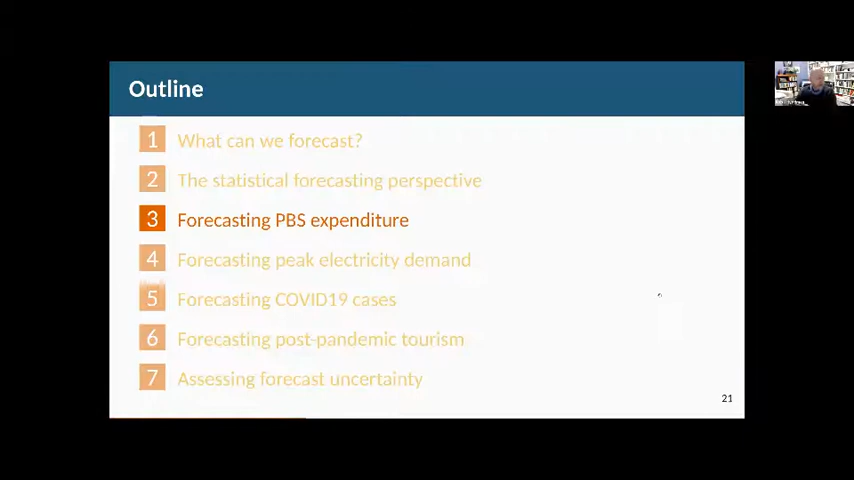 Outline
1 What can we forecast?
2 The statistical forecasting perspective
3 Forecasting PBS expenditure
4 Forecasting peak electricity demand
5 Forecasting COVID19 cases
6 Forecasting post-pandemic tourism
7 Assessing forecast uncertainty
21